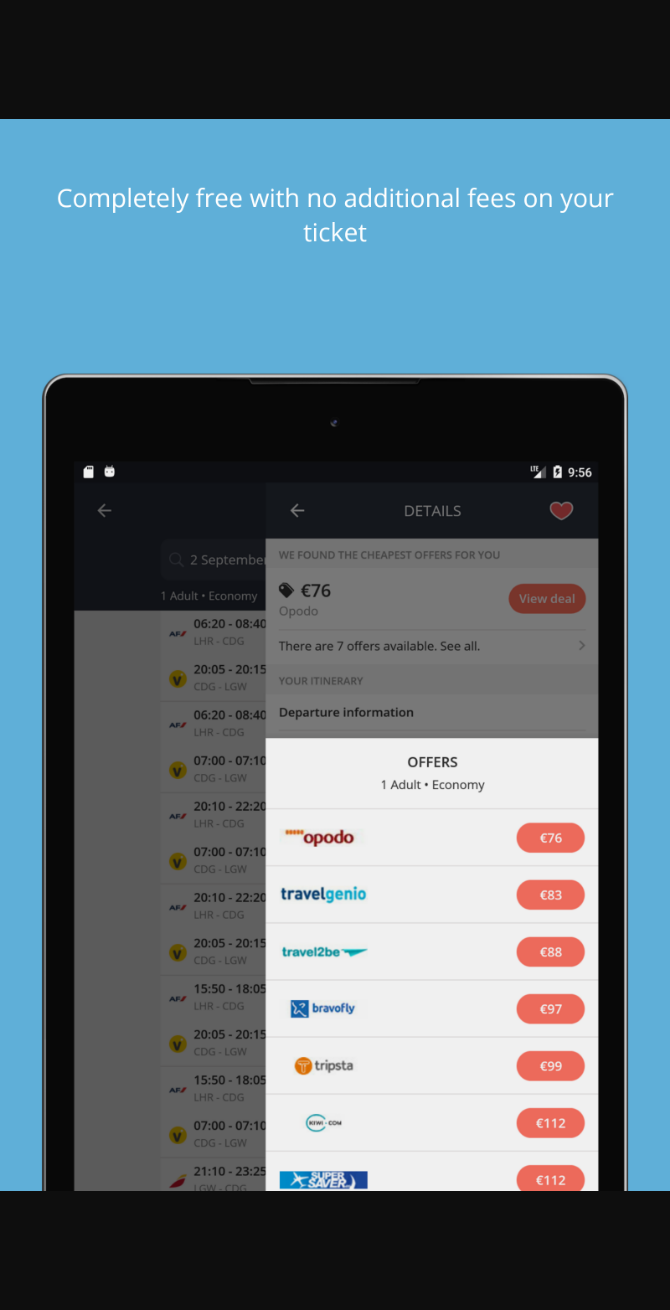 Completely free with no additional fees on your
ticket
LTE
9:56
DETAILS
2 September
1 Adult • Economy
WE FOUND THE CHEAPEST OFFERS FOR YOU
€76
Opodo
View deal
There are 7 offers available. See all.
YOUR ITINERARY
Departure information
AF 06:20 - 08:40
LHR - CDG
V 20:05 - 20:15
CDG - LGW
AF 06:20 - 08:40
LHR - CDG
V 07:00 - 07:10
CDG - LGW
AF 20:10 - 22:20
LHR - CDG
V 07:00 - 07:10
CDG - LGW
AF 20:10 - 22:20
LHR - CDG
V 20:05 - 20:15
CDG - LGW
AF 15:50 - 18:05
LHR - CDG
V 20:05 - 20:15
CDG - LGW
AF 15:50 - 18:05
LHR - CDG
V 07:00 - 07:10
CDG - LGW
21:10 - 23:25
LGW - CDG
OFFERS
1 Adult • Economy
opodo €76
travelgenio €83
travel2be €88
bravofly €97
tripsta €99
KIWI.COM €112
SUPER
SAVER €112